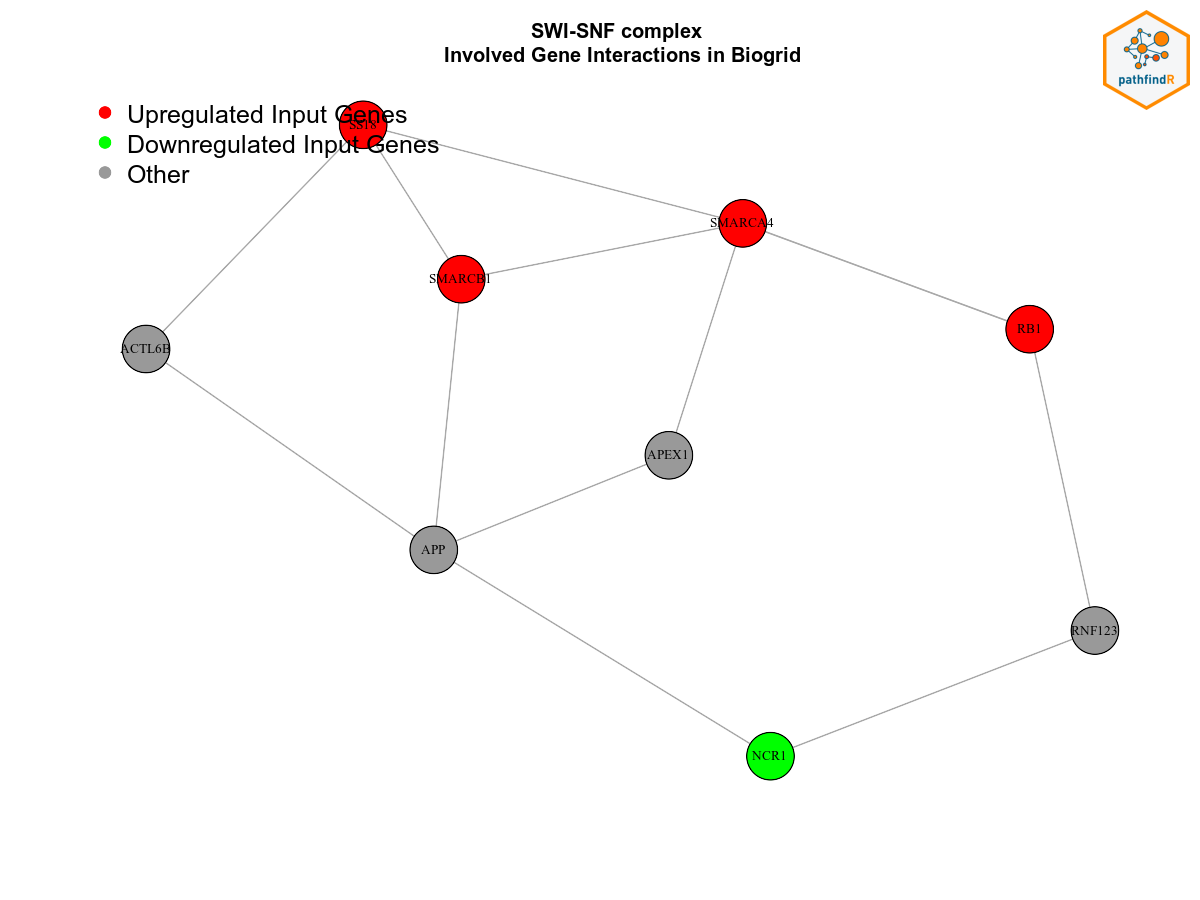 SWI-SNF complex
Involved Gene Interactions in Biogrid
pathfindR
Upregulated Input Genes
SS18
Downregulated Input Genes
Other
SMARCA4
SMARCB1
RB1
ACTL6B
APEX1
APP
RNF123
NCR1